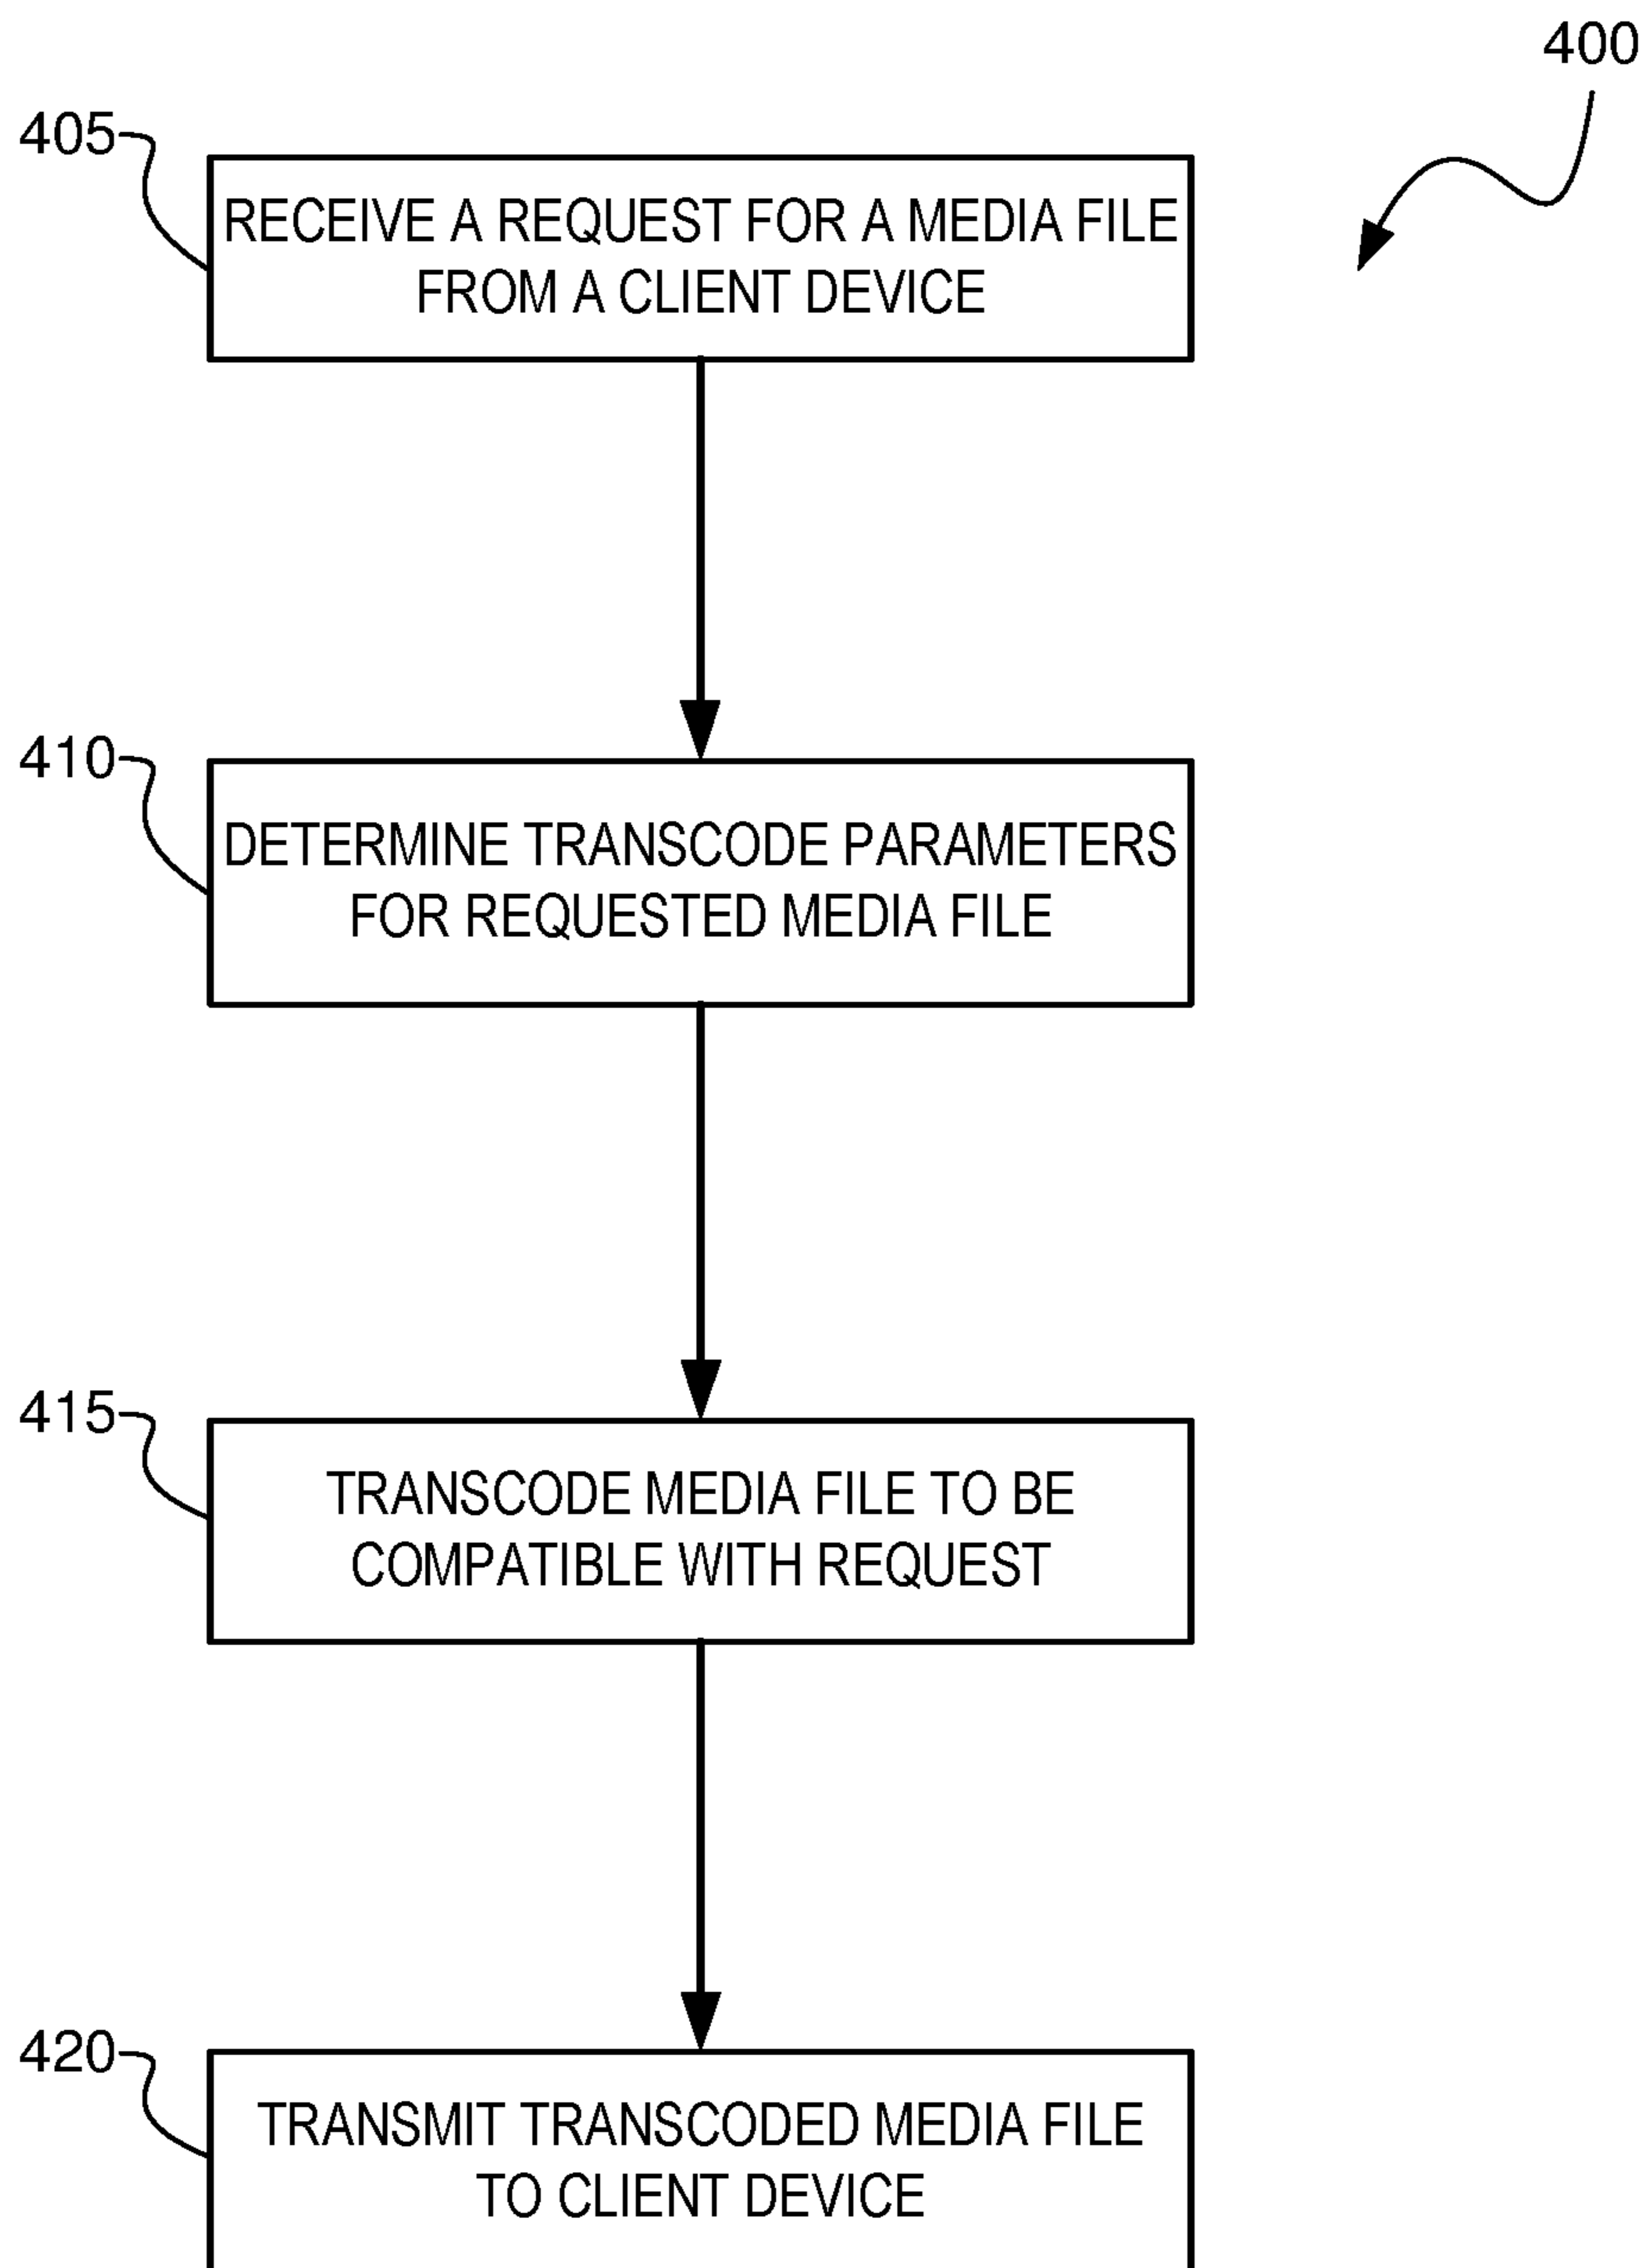 400
405
RECEIVE A REQUEST FOR A MEDIA FILE
FROM A CLIENT DEVICE
410
DETERMINE TRANSCODE PARAMETERS
FOR REQUESTED MEDIA FILE
415
TRANSCODE MEDIA FILE TO BE
COMPATIBLE WITH REQUEST
420
TRANSMIT TRANSCODED MEDIA FILE
TO CLIENT DEVICE